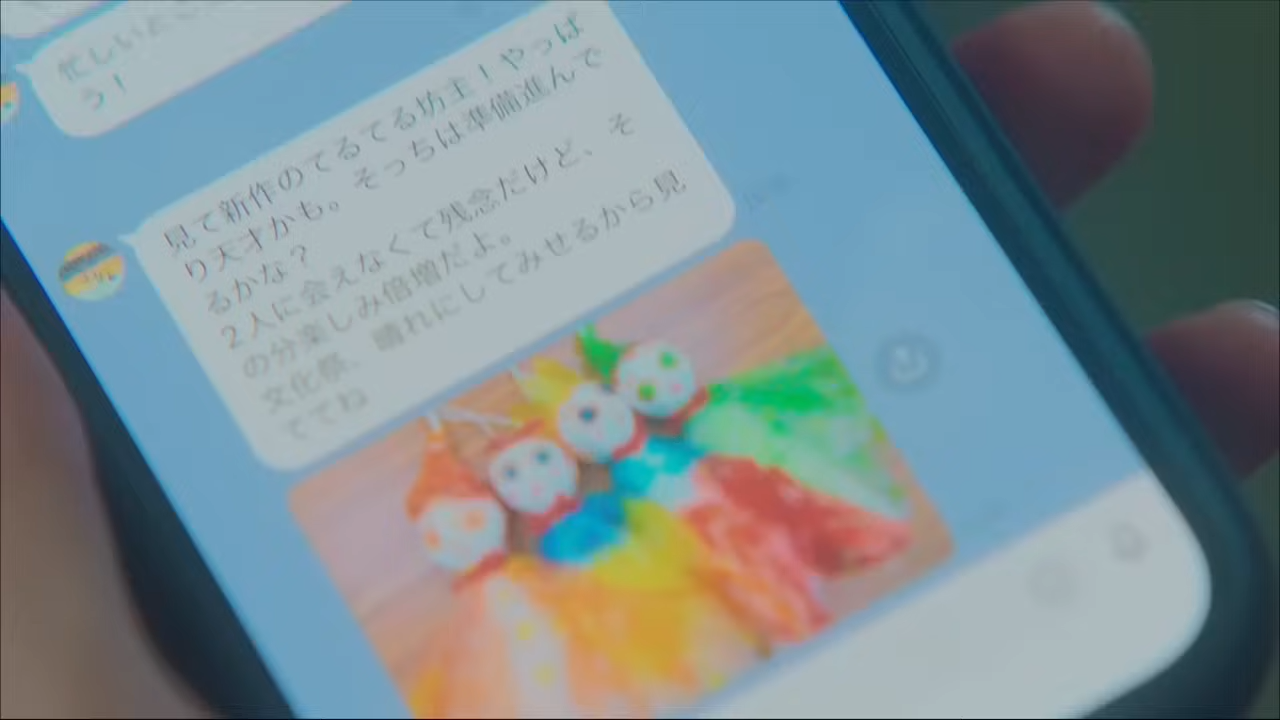 忙しいところ
う！
見て新作のてるてる坊主！やっぱ
り天才かも。そっちは準備進んで
るかな？
2人に会えなくて残念だけど、そ
の分楽しみ倍増だよ。
文化祭、晴れにしてみせるから見
ててね